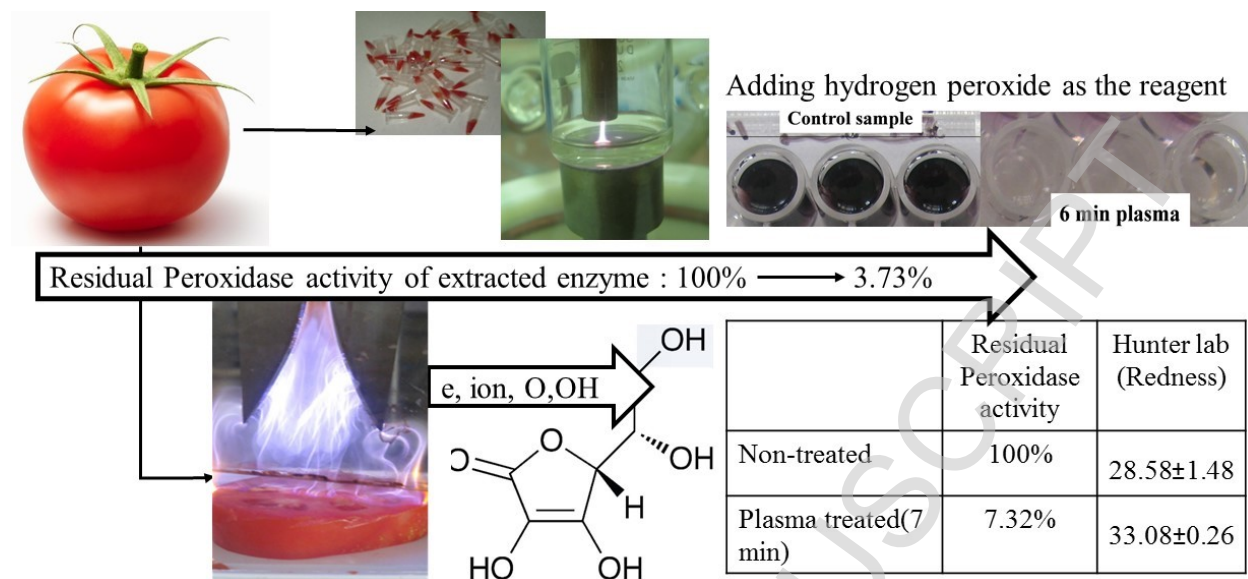 Adding hydrogen peroxide as the reagent
Control sample
6 min plasma
Residual Peroxidase activity of extracted enzyme : 100% 3.73%
e, ion, O,OH
OH
O
O
OH
H
HO
OH
Residual
Peroxidase
activity
Hunter lab
(Redness)
Non-treated
100%
28.58±1.48
Plasma treated(7
min)
7.32%
33.08±0.26